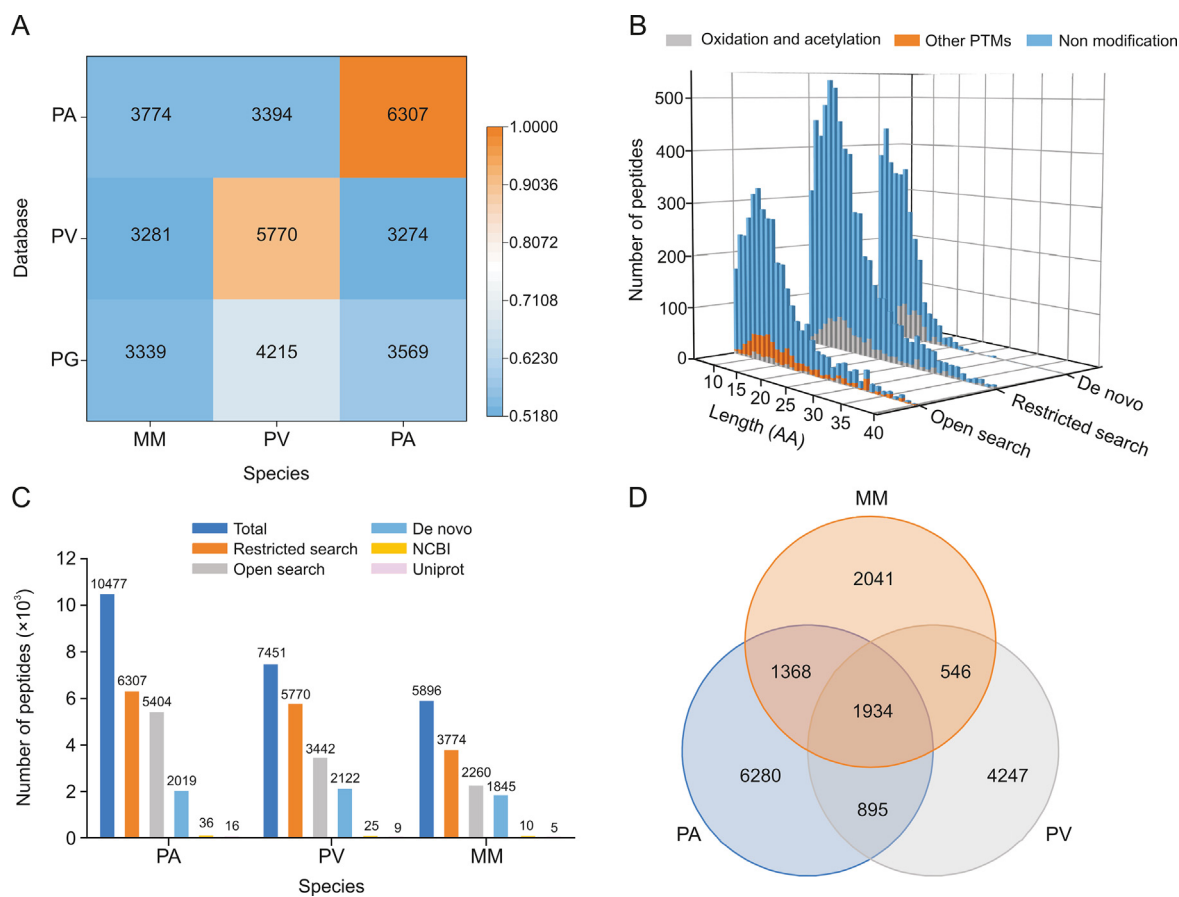 A
PA
3774 3394 6307
PV
3281 5770 3274
PG
3339 4215 3569
MM PV PA
Species
Database
1.0000
0.9036
0.8072
0.7108
0.6230
0.5180
B
Oxidation and acetylation Other PTMs Non modification
Number of peptides
500
400
300
200
100
0
10 15 20 25 30 35 40
Length (AA)
De novo
Restricted search
Open search
C
Total De novo
Restricted search NCBI
Open search Uniprot
Number of peptides (×10³)
12
10
8
6
4
2
0
10477 6307 5404 2019 36 16
7451 5770 3442 2122 25 9
5896 3774 2260 1845 10 5
PA PV MM
Species
D
MM
2041
1368 546
1934
6280 4247
895
PA PV